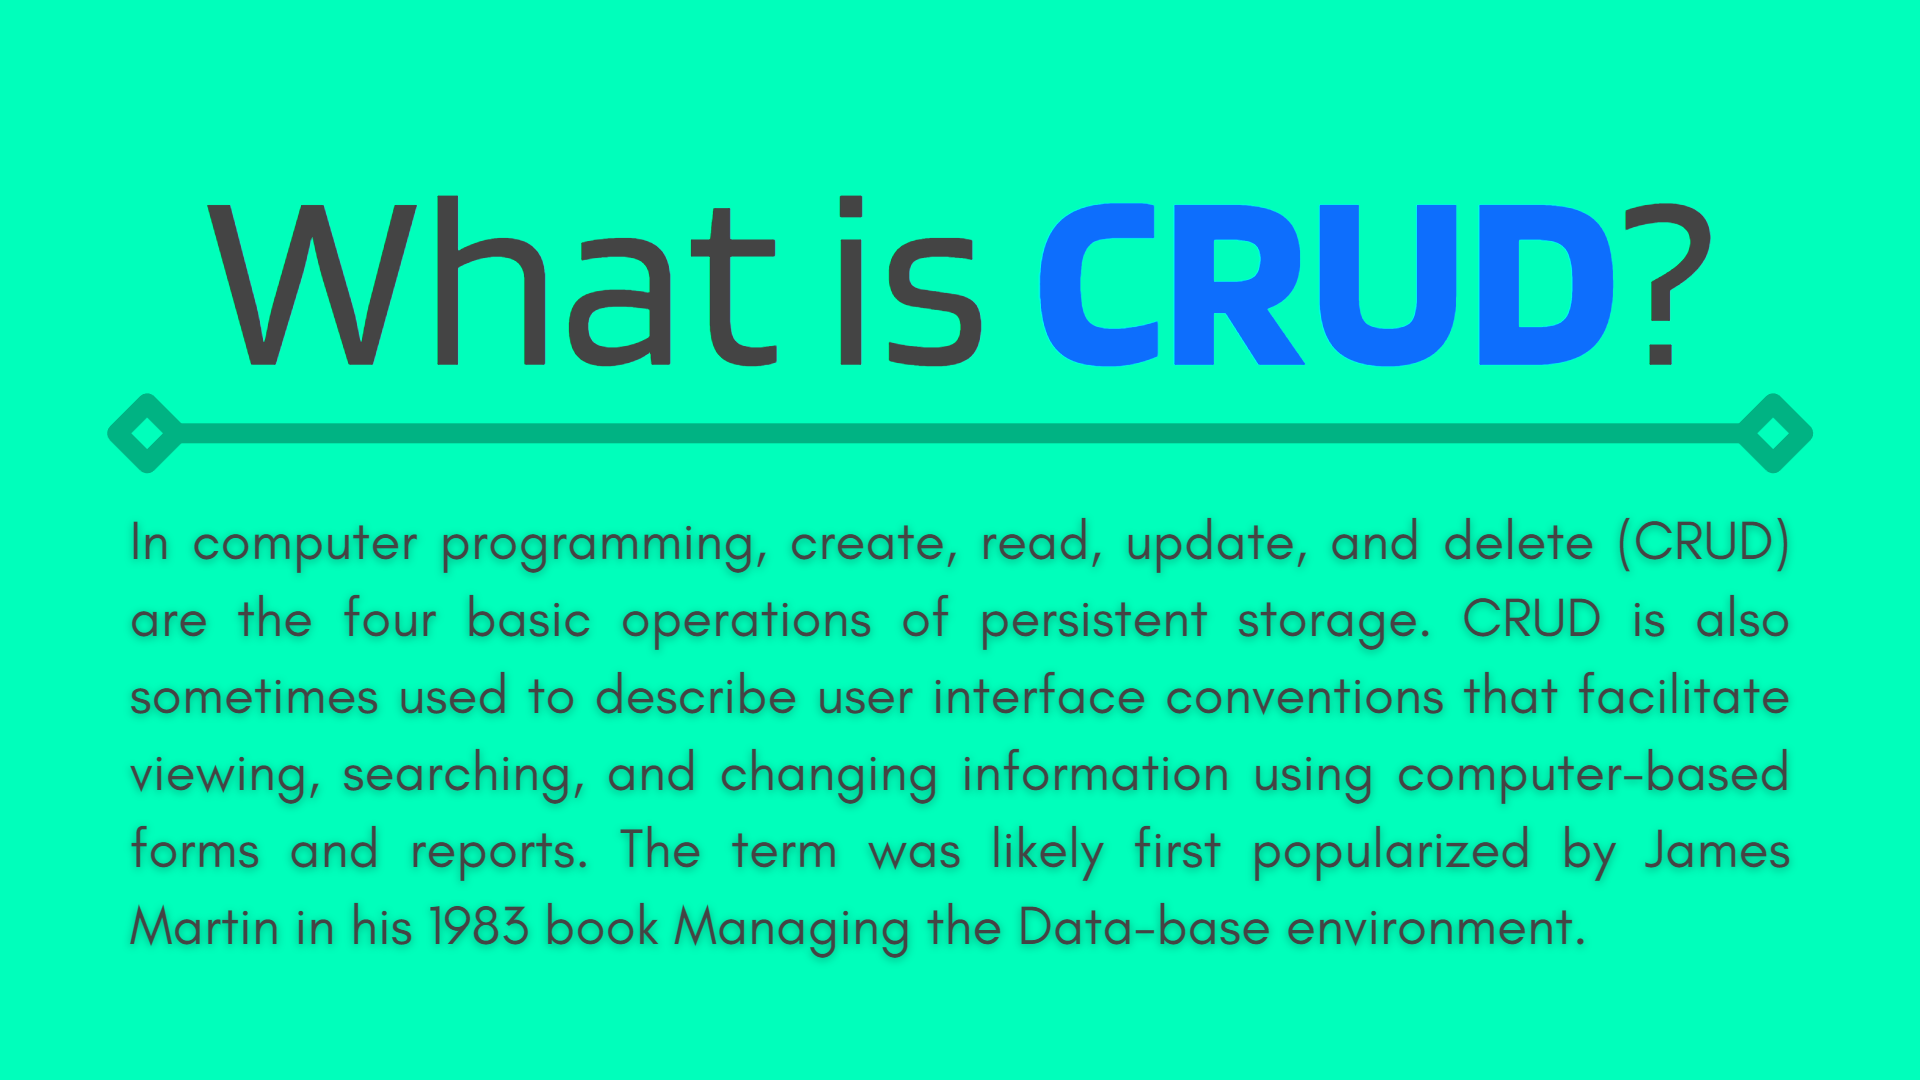 What is CRUD?
In computer programming, create, read, update, and delete (CRUD)
are the four basic operations of persistent storage. CRUD is also
sometimes used to describe user interface conventions that facilitate
viewing, searching, and changing information using computer-based
forms and reports. The term was likely first popularized by James
Martin in his 1983 book Managing the Data-base environment.